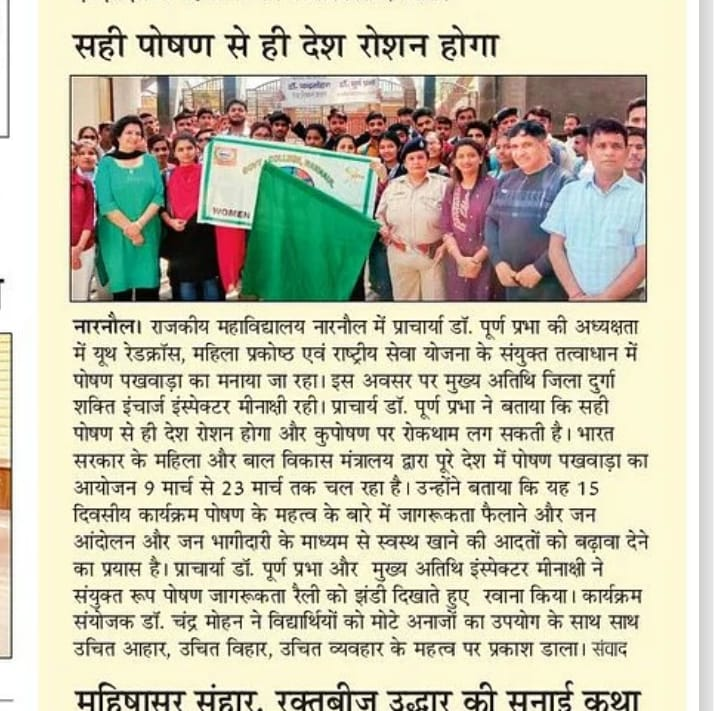 सही पोषण से ही देश रोशन होगा
GOVT. COLLEGE, NARNAUL
WOMEN
नारनौल। राजकीय महाविद्यालय नारनौल में प्राचार्या डॉ. पूर्ण प्रभा की अध्यक्षता
में यूथ रेडक्रॉस, महिला प्रकोष्ठ एवं राष्ट्रीय सेवा योजना के संयुक्त तत्वाधान में
पोषण पखवाड़ा का मनाया जा रहा। इस अवसर पर मुख्य अतिथि जिला दुर्गा
शक्ति इंचार्ज इंस्पेक्टर मीनाक्षी रही। प्राचार्य डॉ. पूर्ण प्रभा ने बताया कि सही
पोषण से ही देश रोशन होगा और कुपोषण पर रोकथाम लग सकती है। भारत
सरकार के महिला और बाल विकास मंत्रालय द्वारा पूरे देश में पोषण पखवाड़ा का
आयोजन 9 मार्च से 23 मार्च तक चल रहा है। उन्होंने बताया कि यह 15
दिवसीय कार्यक्रम पोषण के महत्व के बारे में जागरूकता फैलाने और जन
आंदोलन और जन भागीदारी के माध्यम से स्वस्थ खाने की आदतों को बढ़ावा देने
का प्रयास है। प्राचार्या डॉ. पूर्ण प्रभा और मुख्य अतिथि इंस्पेक्टर मीनाक्षी ने
संयुक्त रूप पोषण जागरूकता रैली को झंडी दिखाते हुए रवाना किया। कार्यक्रम
संयोजक डॉ. चंद्र मोहन ने विद्यार्थियों को मोटे अनाजों का उपयोग के साथ साथ
उचित आहार, उचित विहार, उचित व्यवहार के महत्व पर प्रकाश डाला। संवाद
महिषासुर संहार, रक्तबीज उद्धार की सुनाई कथा